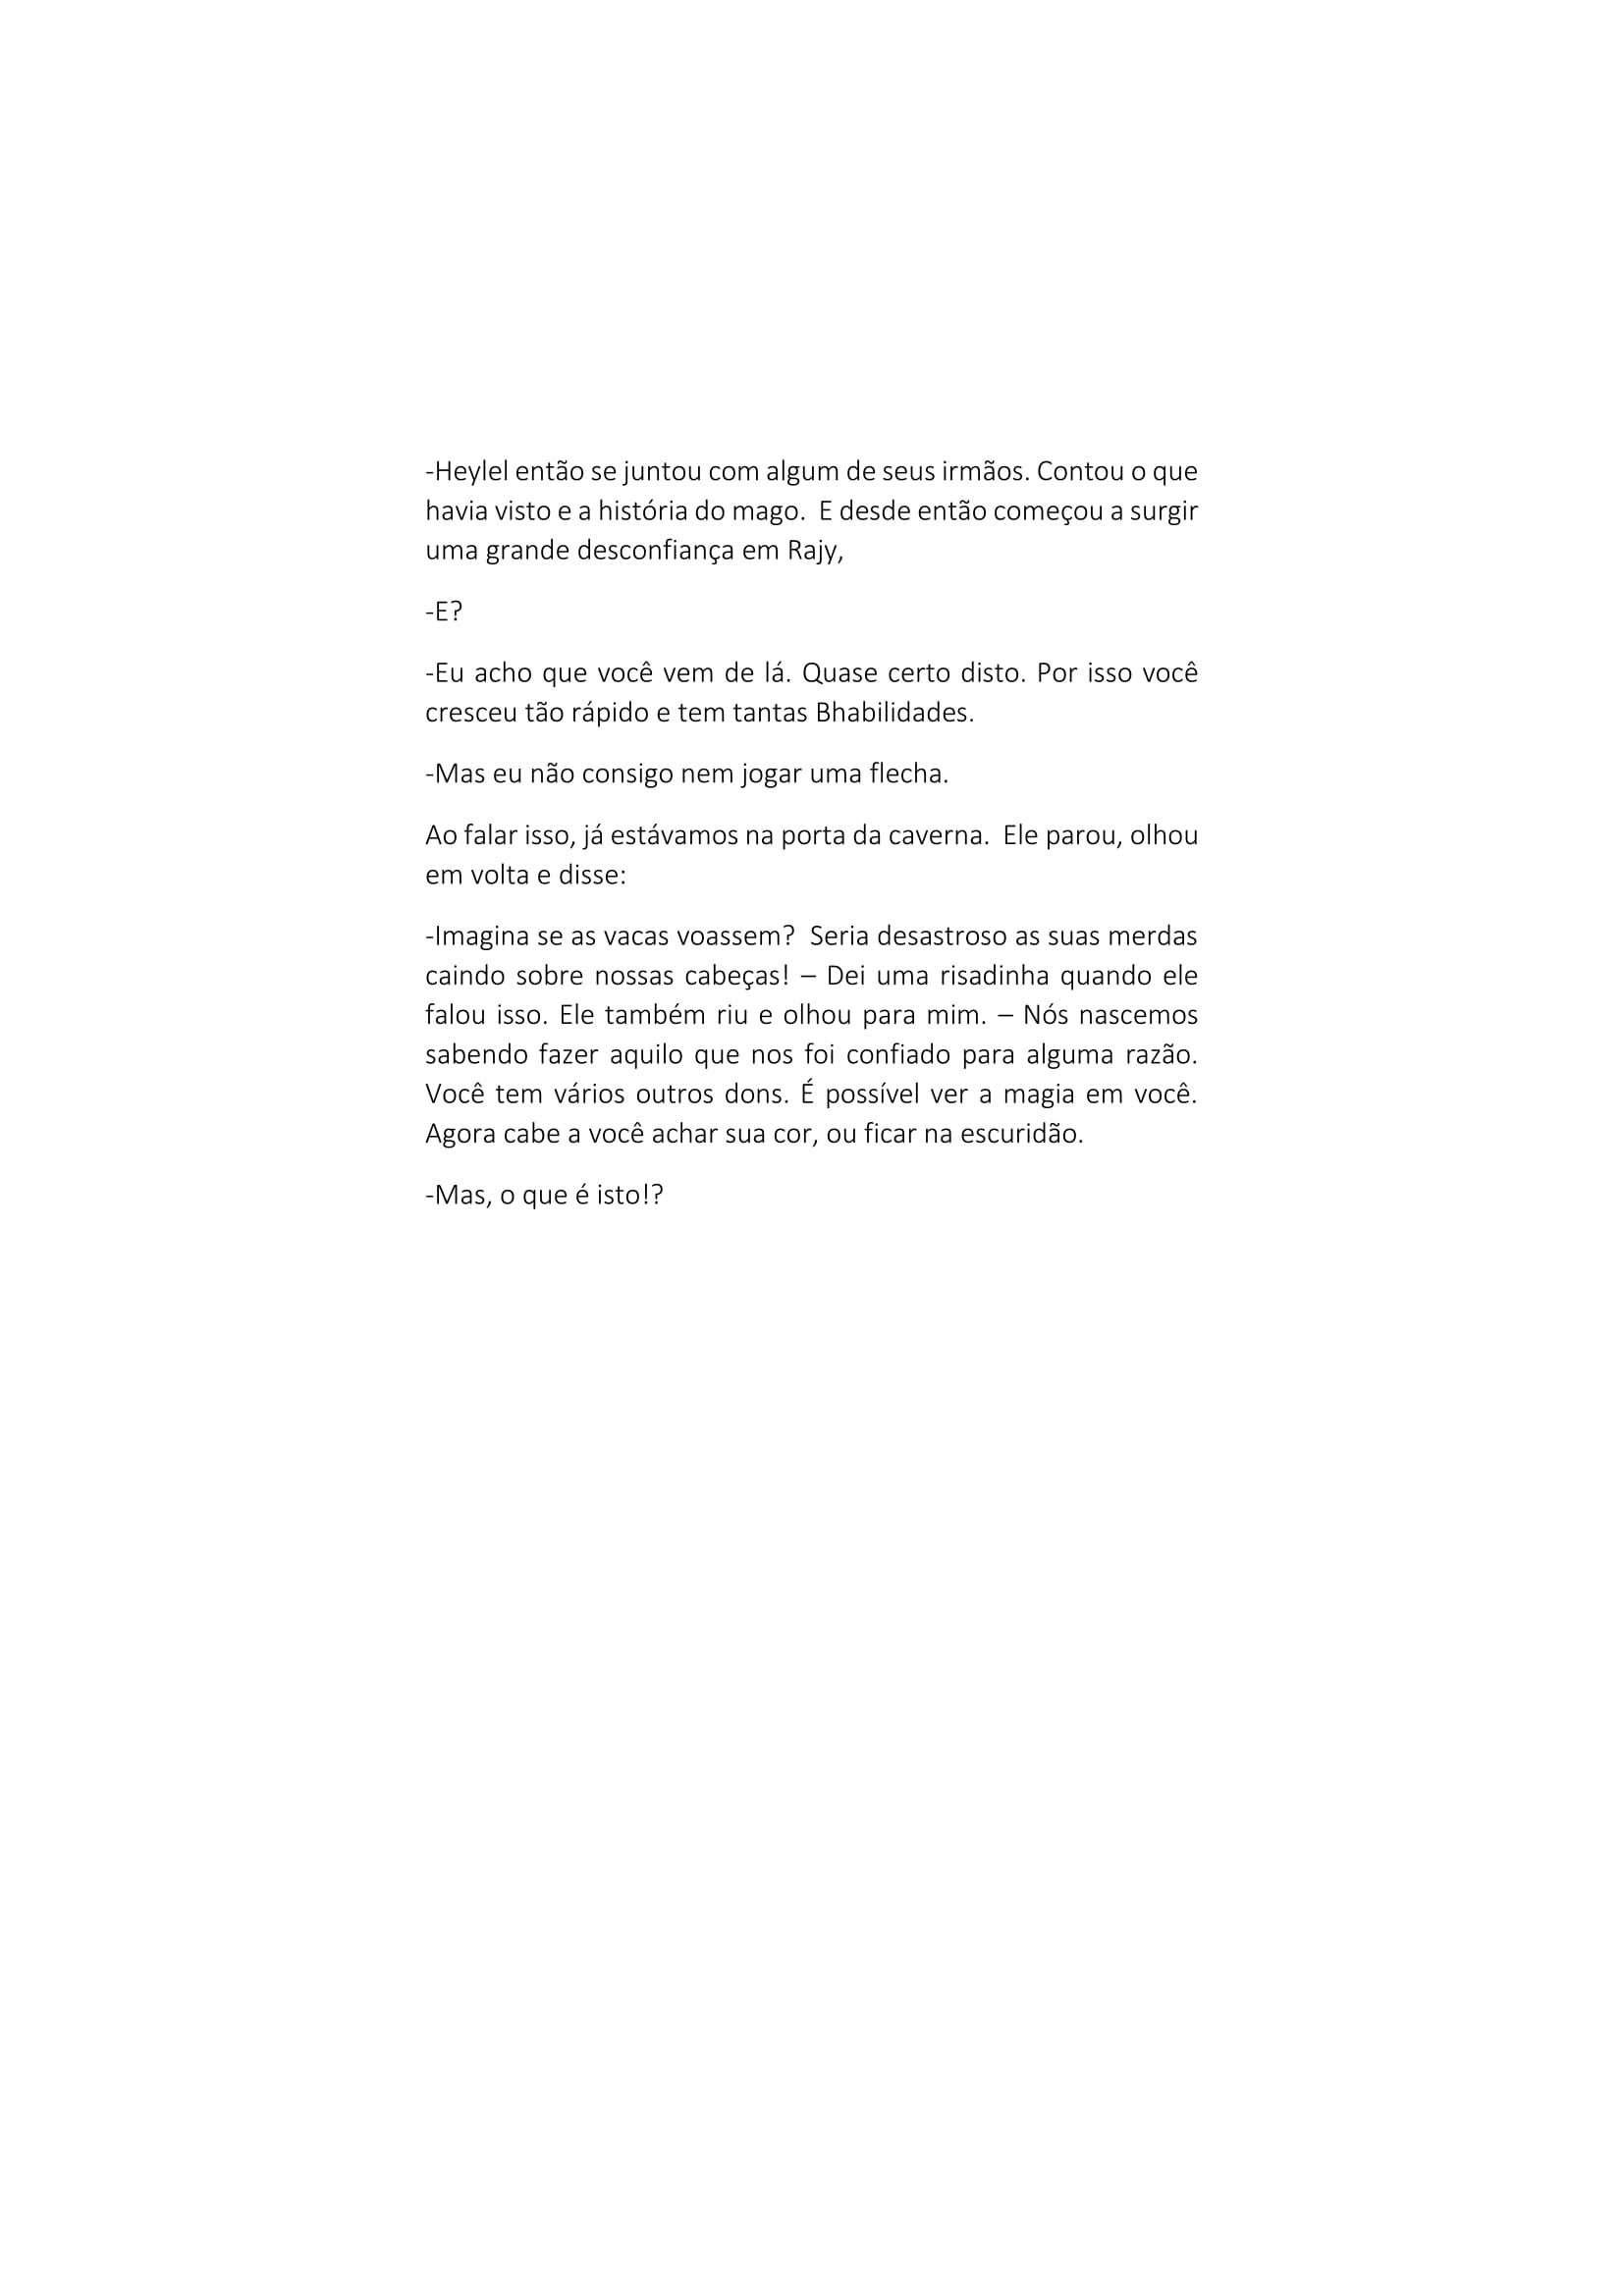 -Heylel então se juntou com algum de seus irmãos. Contou o que
havia visto e a história do mago.  E desde então começou a surgir
uma grande desconfiança em Rajy,
-E?
-Eu acho que você vem de lá. Quase certo disto. Por isso você
cresceu tão rápido e tem tantas Bhabilidades.
-Mas eu não consigo nem jogar uma flecha.
Ao falar isso, já estávamos na porta da caverna.  Ele parou, olhou
em volta e disse:
-Imagina se as vacas voassem?  Seria desastroso as suas merdas
caindo sobre nossas cabeças! – Dei uma risadinha quando ele
falou isso. Ele também riu e olhou para mim. – Nós nascemos
sabendo fazer aquilo que nos foi confiado para alguma razão.
Você tem vários outros dons. É possível ver a magia em você.
Agora cabe a você achar sua cor, ou ficar na escuridão.
-Mas, o que é isto!?